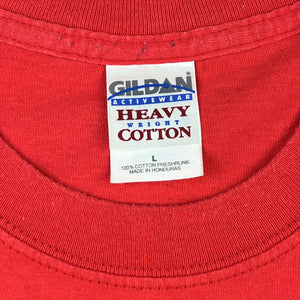 GILDAN
ACTIVEWEAR
HEAVY
WEIGHT
COTTON
L
100% COTTON PRESHRUNK
MADE IN HONDURAS